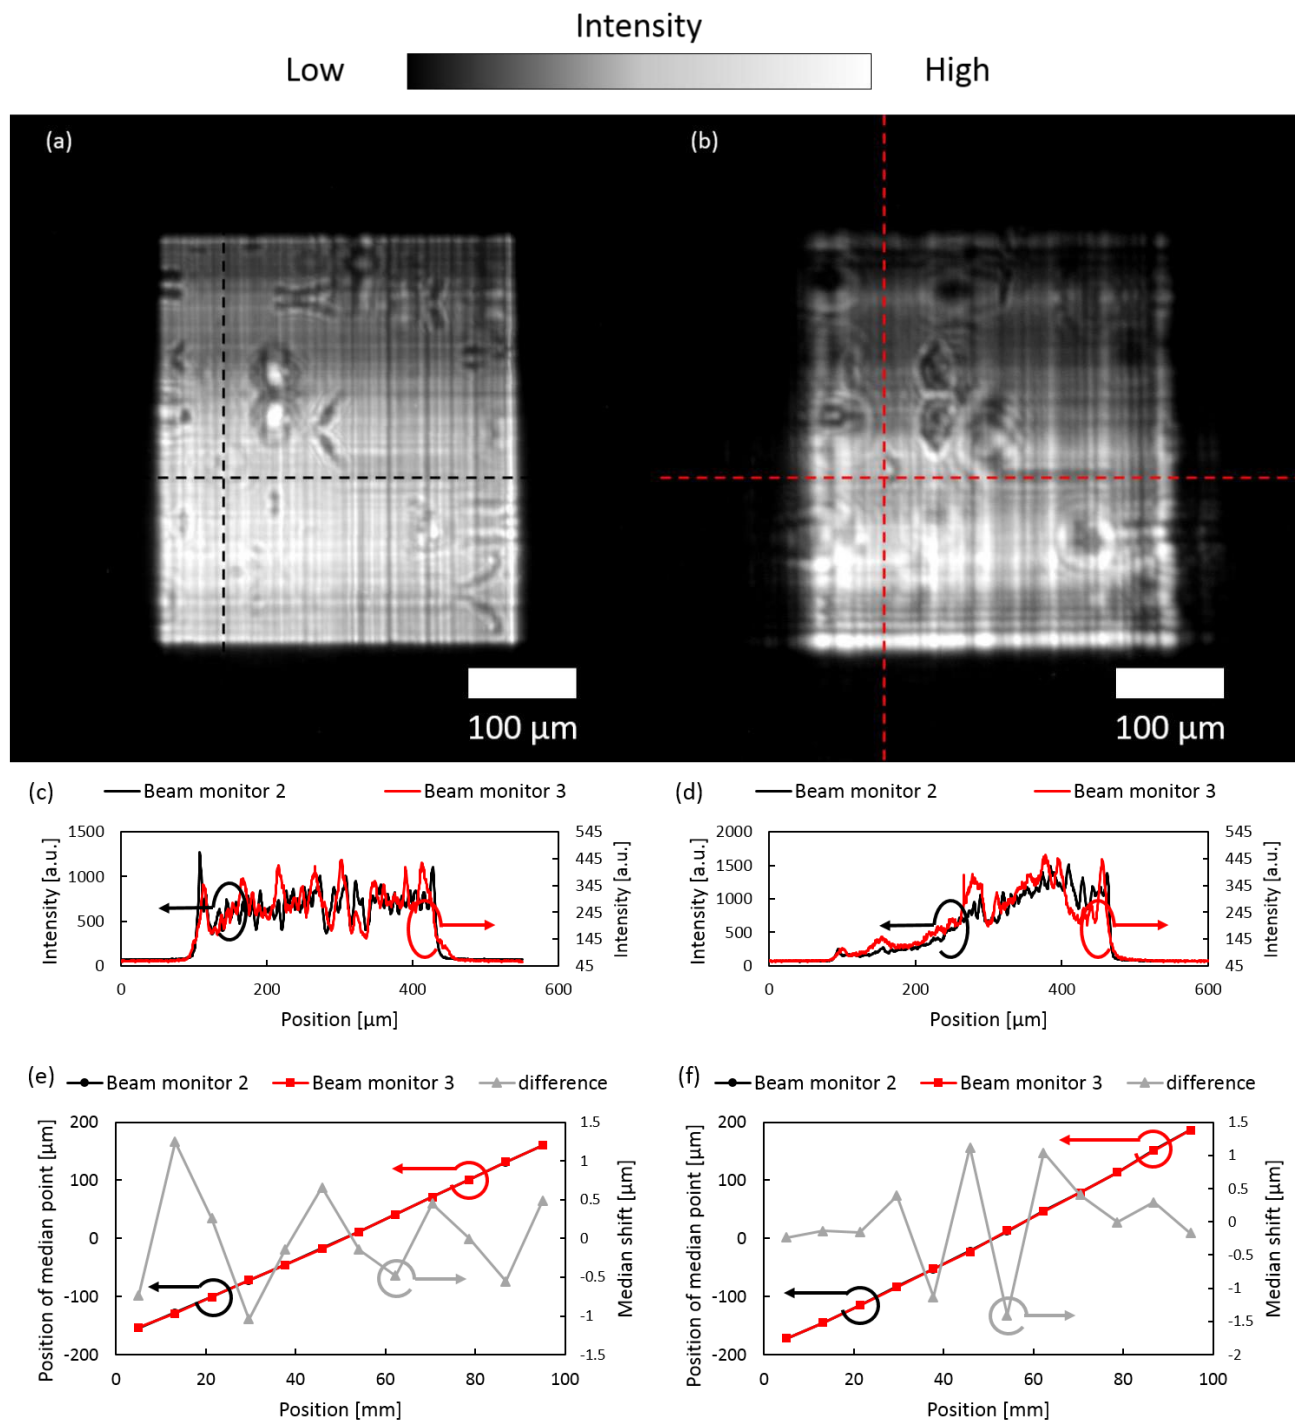 Intensity
Low High
(a) (b)
100 µm 100 µm
(c) Beam monitor 2 Beam monitor 3
Intensity [a.u.]
1500
1000
500
0
545
445
345
245
145
45
Intensity [a.u.]
0 200 400 600
Position [µm]
(d) Beam monitor 2 Beam monitor 3
Intensity [a.u.]
2000
1500
1000
500
0
545
445
345
245
145
45
Intensity [a.u.]
0 200 400 600
Position [µm]
(e) Beam monitor 2 Beam monitor 3 difference
Position of median point [µm]
200
100
0
-100
-200
1.5
1
0.5
0
-0.5
-1
-1.5
Median shift [µm]
0 20 40 60 80 100
Position [mm]
(f) Beam monitor 2 Beam monitor 3 difference
Position of median point [µm]
200
100
0
-100
-200
1.5
1
0.5
0
-0.5
-1
-1.5
-2
Median shift [µm]
0 20 40 60 80 100
Position [mm]